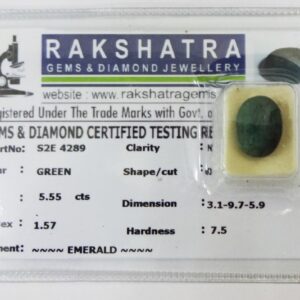 RAKSHATRA
GEMS & DIAMOND JEWELLERY
website : www.rakshatragems
gistered Under The Trade Marks with Govt.
MS & DIAMOND CERTIFIED TESTING RE
rtNo: S2E 4289 Clarity N
ur GREEN Shape/cut
5.55 cts Dimension 3.1-9.7-5.9
ex 1.57 Hardness 7.5
ment: ~~~~ EMERALD ~~~~